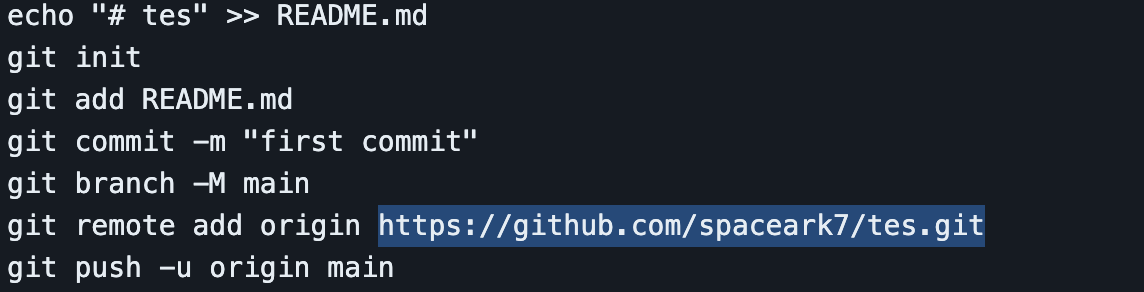 echo "# tes" >> README.md
git init
git add README.md
git commit -m "first commit"
git branch -M main
git remote add origin https://github.com/spaceark7/tes.git
git push -u origin main